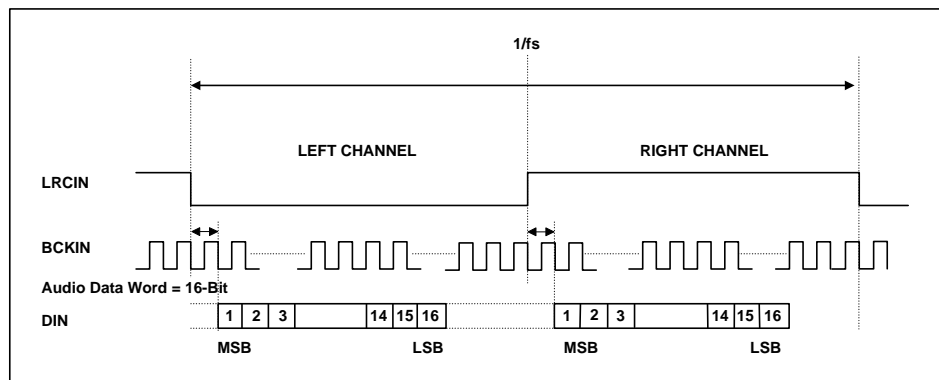 1/fs
LEFT CHANNEL RIGHT CHANNEL
LRCIN
BCKIN
Audio Data Word = 16-Bit
DIN 1 2 3 14 15 16 1 2 3 14 15 16
MSB LSB MSB LSB